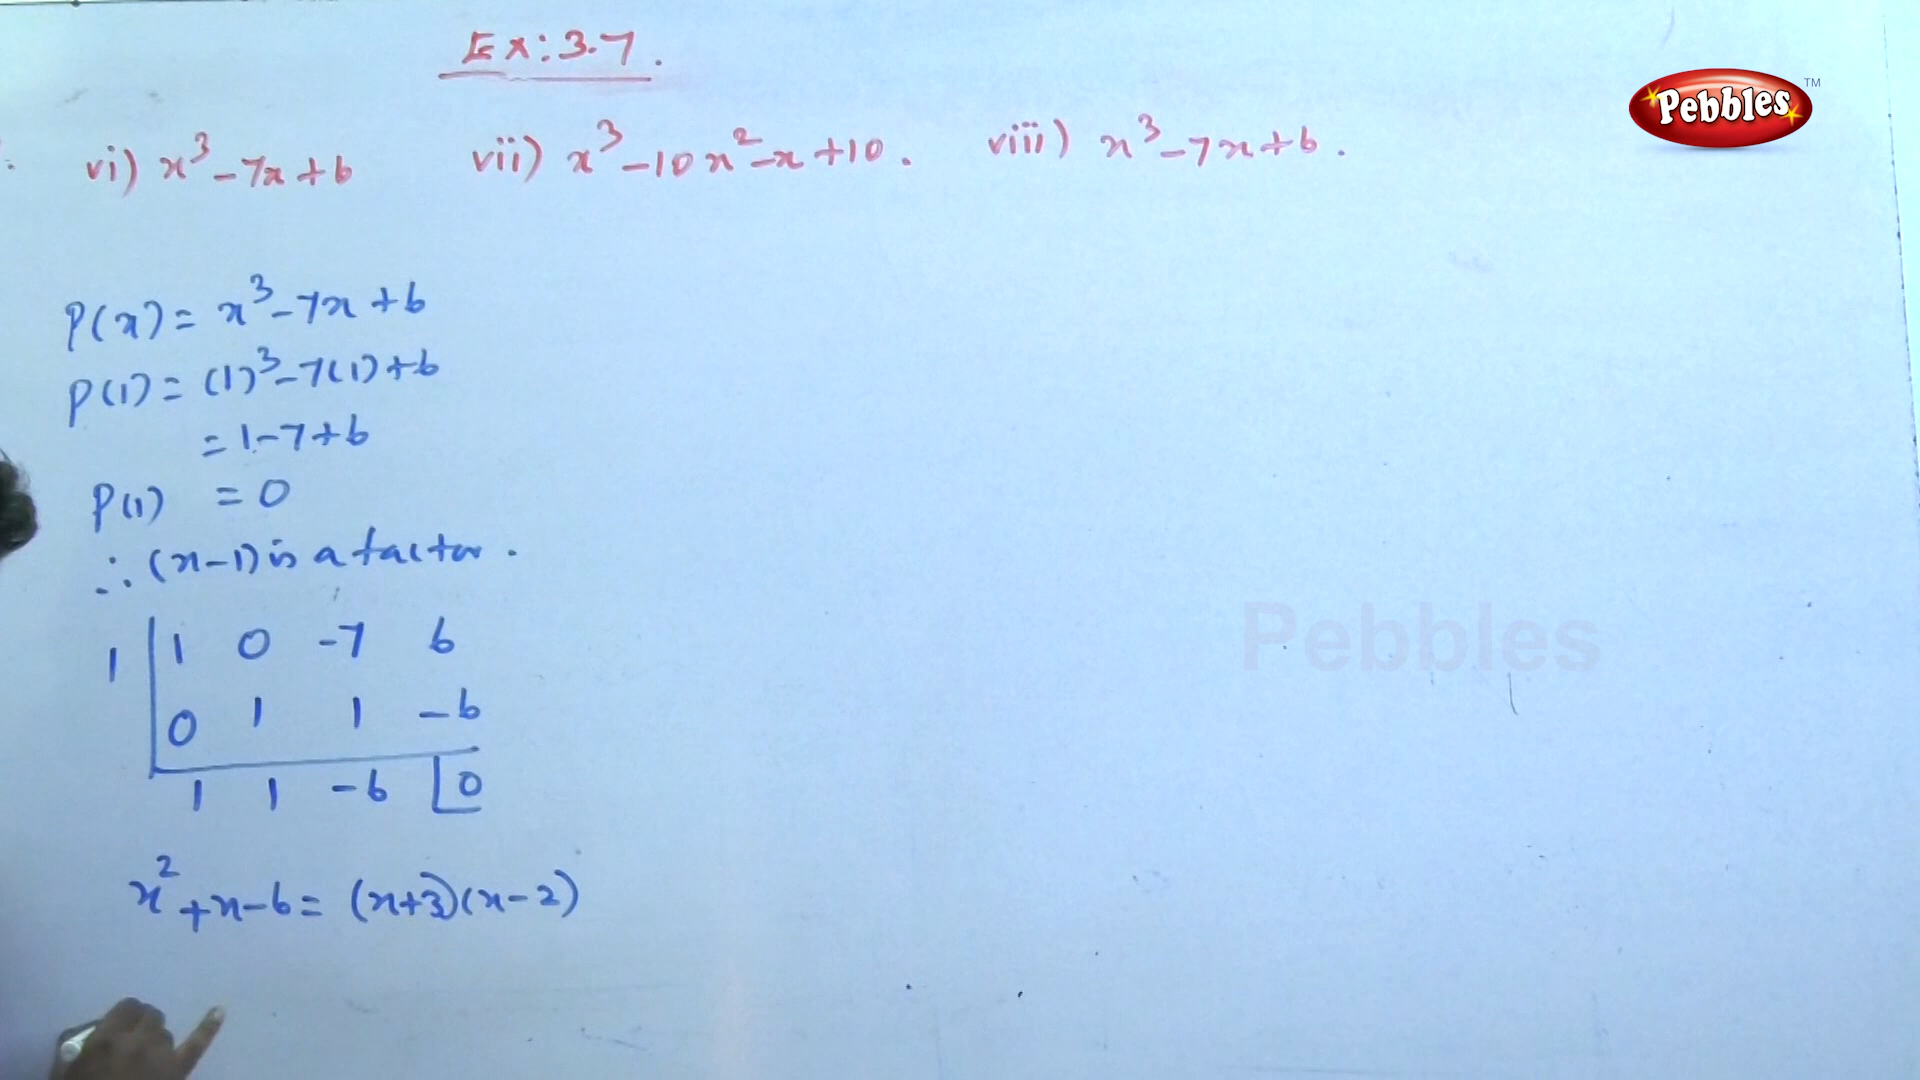 Ex: 3.7.
Pebbles™
vi) x³-7x+6 vii) x³-10x²-x+10. viii) x³-7x+6.
P(x) = x³-7x+6
P(1) = (1)³-7(1)+6
= 1-7+6
P(1) = 0
∴ (x-1) is a factor.
1 | 1 0 -7 6
0 1 1 -6
1 1 -6 |0
x²+x-6 = (x+3)(x-2)
Pebbles